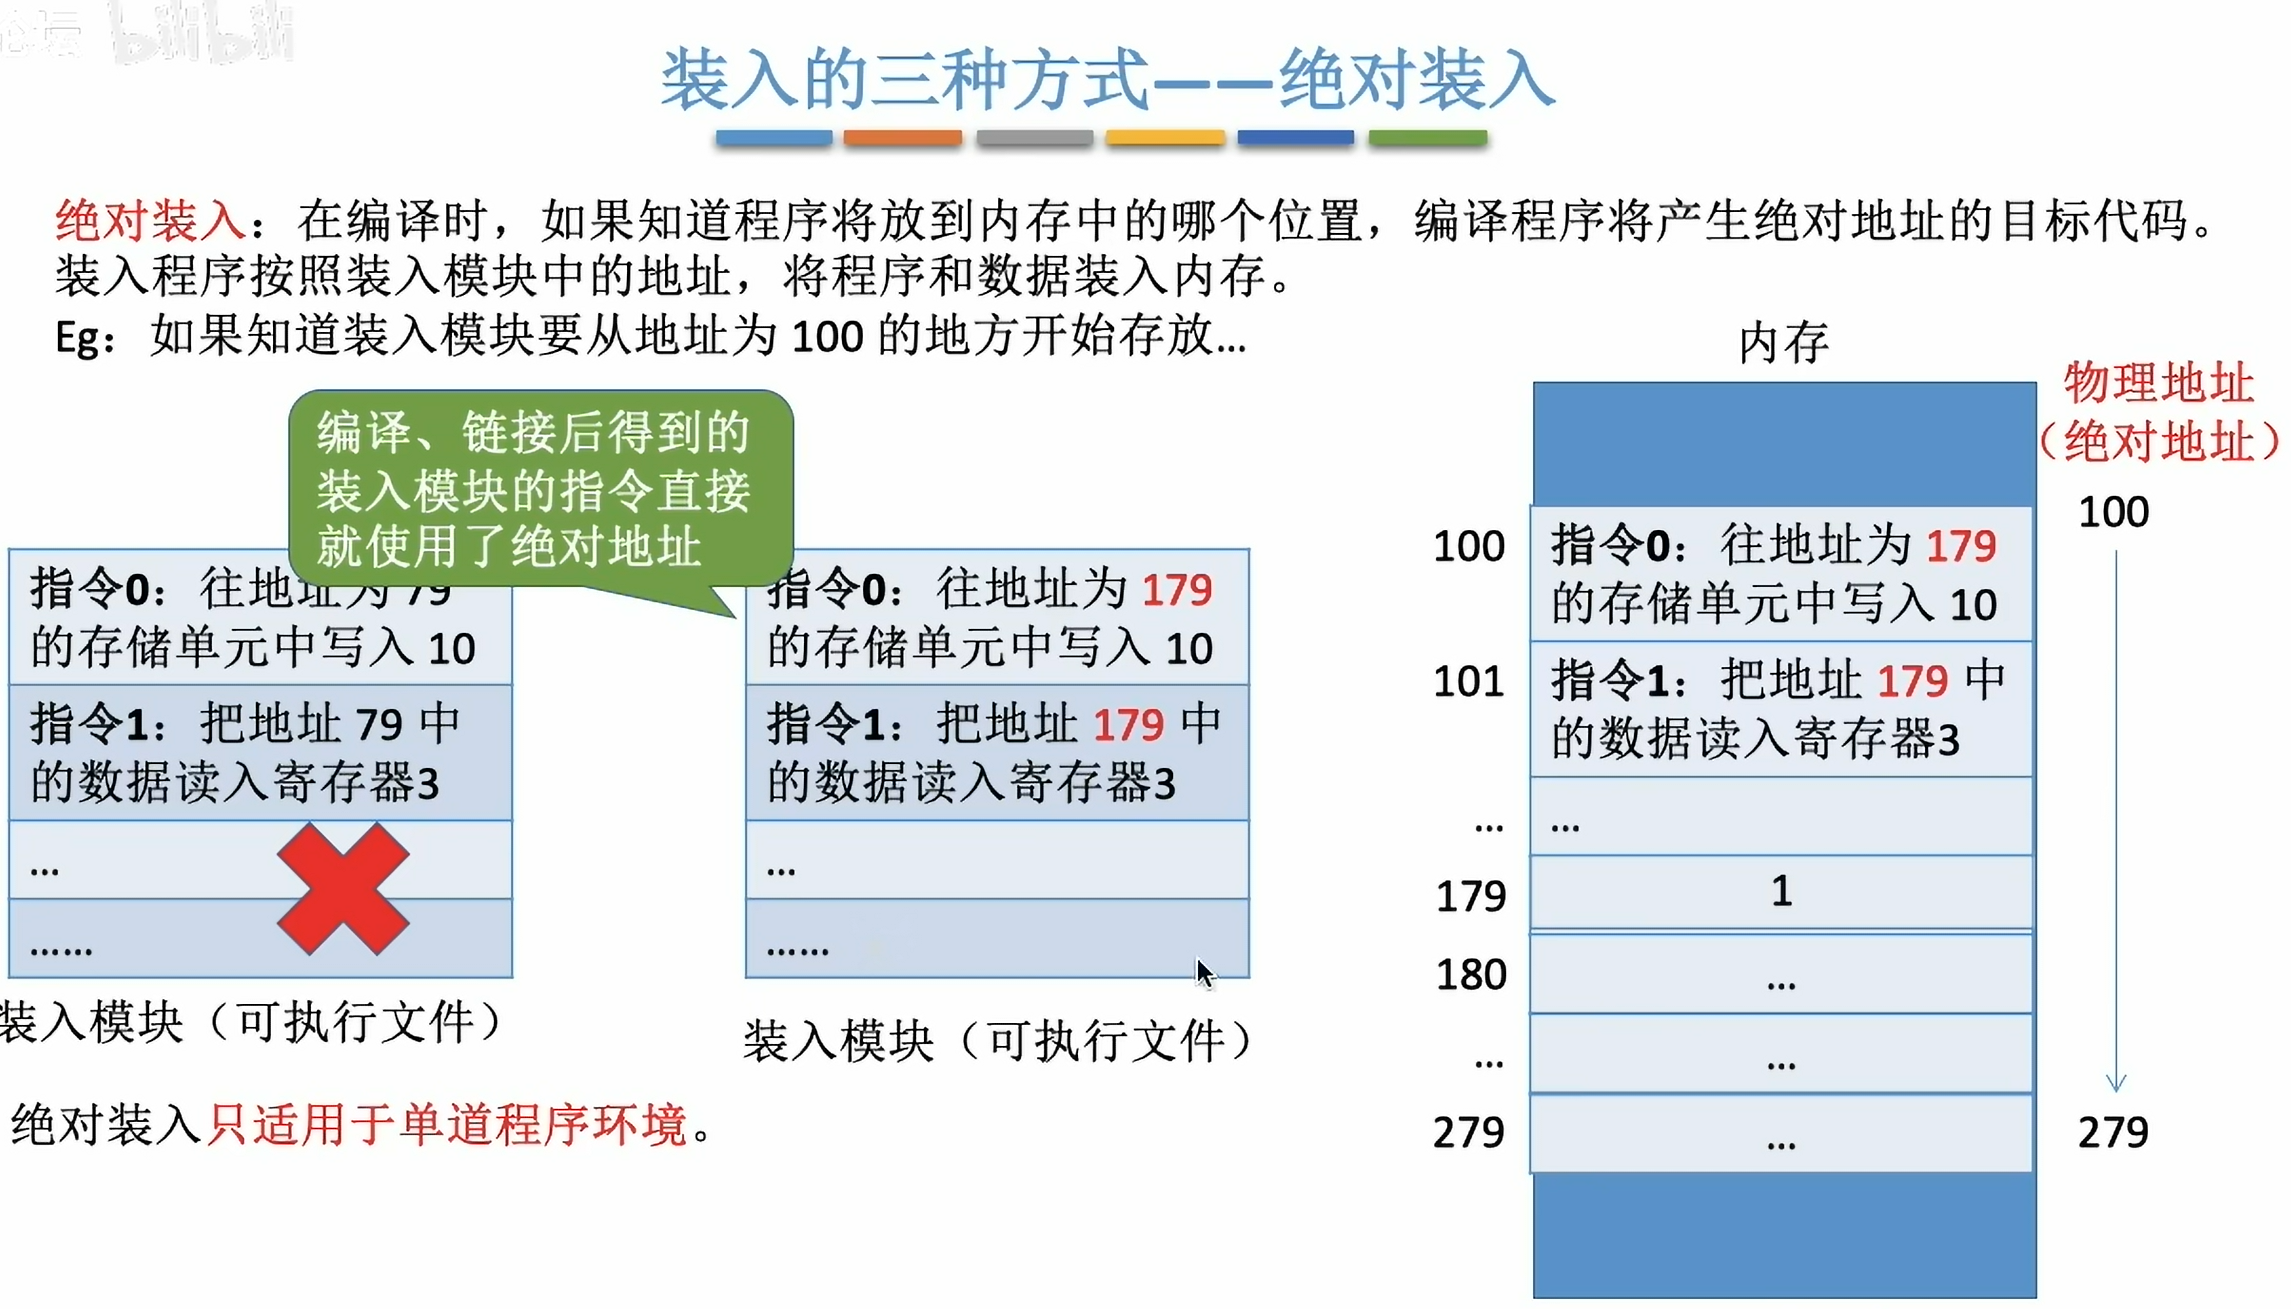 bilibili
装入的三种方式——绝对装入
绝对装入：在编译时，如果知道程序将放到内存中的哪个位置，编译程序将产生绝对地址的目标代码。
装入程序按照装入模块中的地址，将程序和数据装入内存。
Eg：如果知道装入模块要从地址为 100 的地方开始存放...
编译、链接后得到的
装入模块的指令直接
就使用了绝对地址
指令0：往地址为 79
的存储单元中写入 10
指令1：把地址 79 中
的数据读入寄存器3
...
......
装入模块（可执行文件）
指令0：往地址为 179
的存储单元中写入 10
指令1：把地址 179 中
的数据读入寄存器3
...
......
装入模块（可执行文件）
绝对装入只适用于单道程序环境。
内存
100
指令0：往地址为 179
的存储单元中写入 10
101
指令1：把地址 179 中
的数据读入寄存器3
...
...
179
1
180
...
...
...
279
...
物理地址
（绝对地址）
100
279